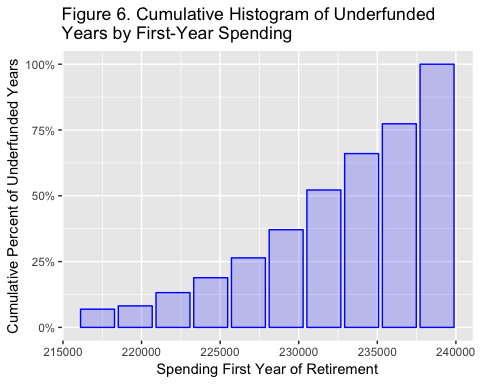 Figure 6. Cumulative Histogram of Underfunded
Years by First-Year Spending
Cumulative Percent of Underfunded Years
100%
75%
50%
25%
0%
215000 220000 225000 230000 235000 240000
Spending First Year of Retirement